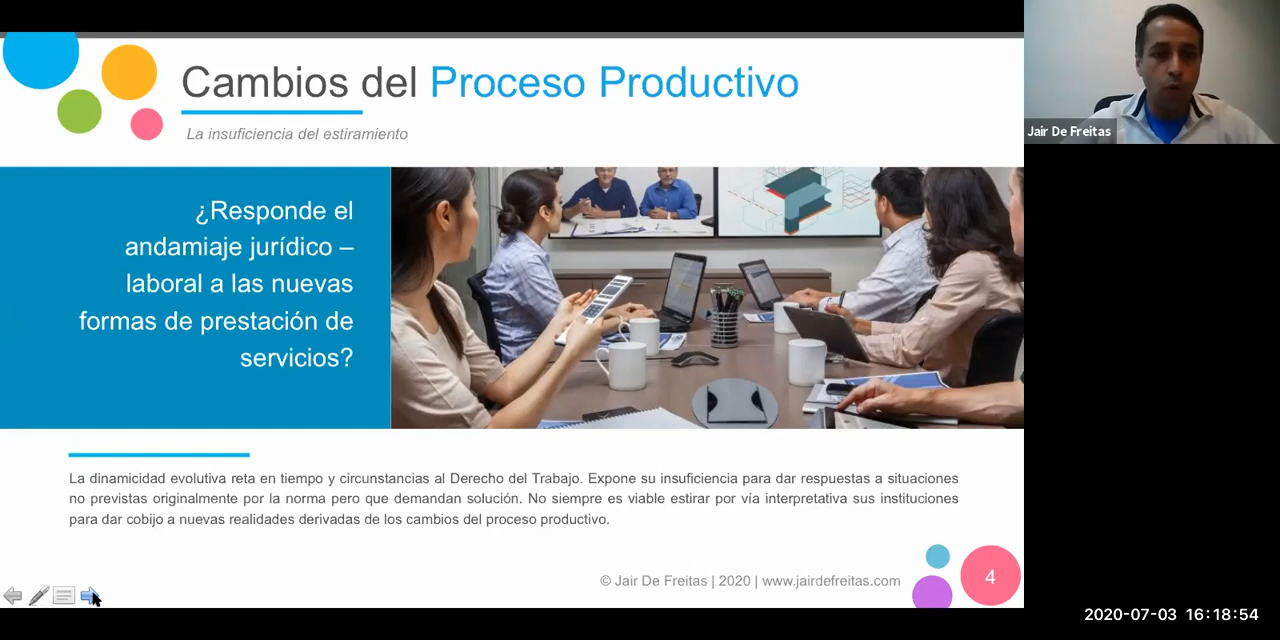 Cambios del Proceso Productivo
La insuficiencia del estiramiento
¿Responde el
andamiaje jurídico –
laboral a las nuevas
formas de prestación de
servicios?
La dinamicidad evolutiva reta en tiempo y circunstancias al Derecho del Trabajo. Expone su insuficiencia para dar respuestas a situaciones
no previstas originalmente por la norma pero que demandan solución. No siempre es viable estirar por vía interpretativa sus instituciones
para dar cobijo a nuevas realidades derivadas de los cambios del proceso productivo.
© Jair De Freitas | 2020 | www.jairdefreitas.com
4
Jair De Freitas
2020-07-03 16:18:54